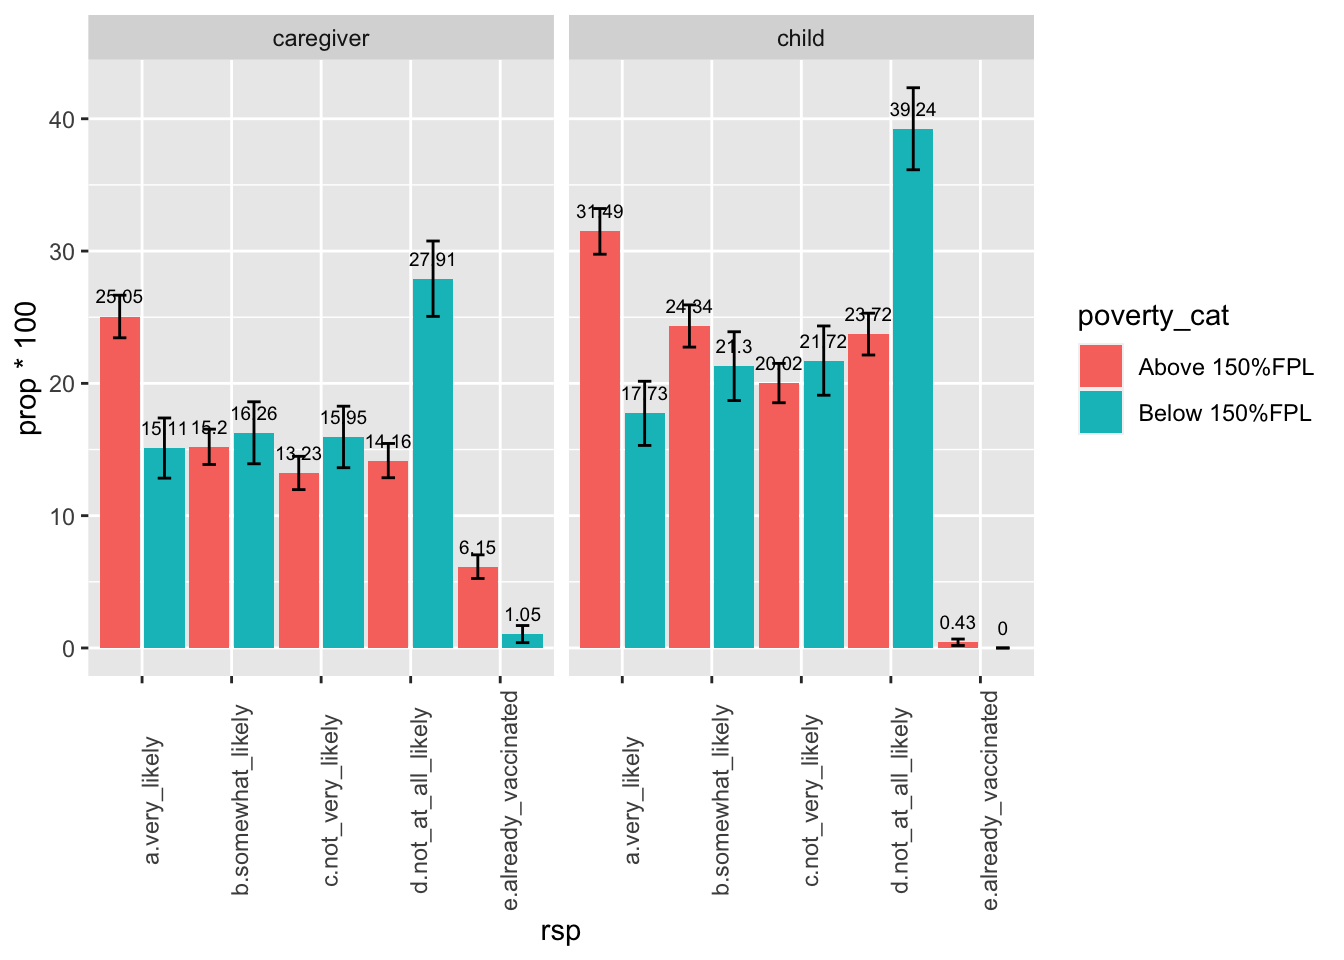 caregiver
child
prop * 100
40
30
20
10
0
25.05
15.11
15.2
16.26
13.23
15.95
14.16
27.91
6.15
1.05
31.49
17.73
24.34
21.3
20.02
21.72
23.72
39.24
0.43
0
a.very_likely
b.somewhat_likely
c.not_very_likely
d.not_at_all_likely
e.already_vaccinated
a.very_likely
b.somewhat_likely
c.not_very_likely
d.not_at_all_likely
e.already_vaccinated
rsp
poverty_cat
Above 150%FPL
Below 150%FPL